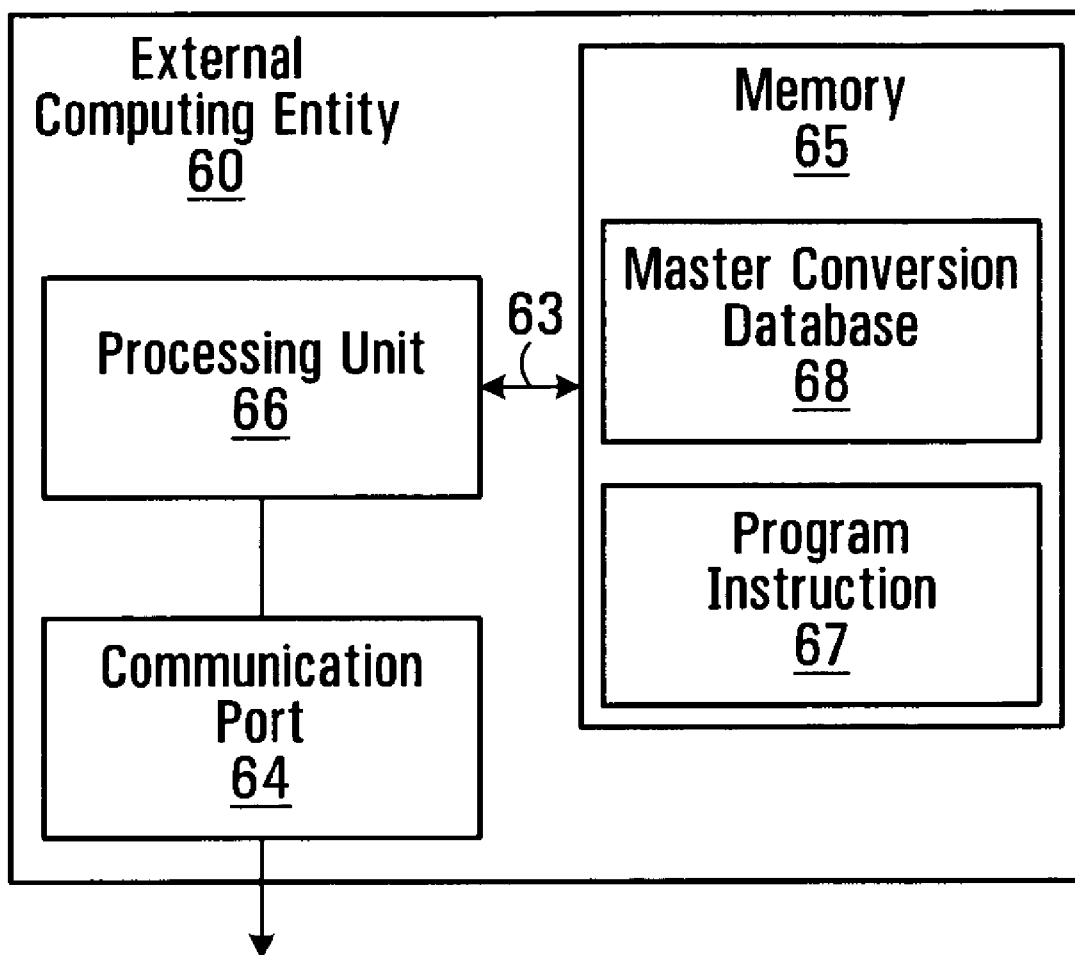 External
Computing Entity
60
Memory
65
Master Conversion
Database
68
63
Processing Unit
66
Program
Instruction
67
Communication
Port
64